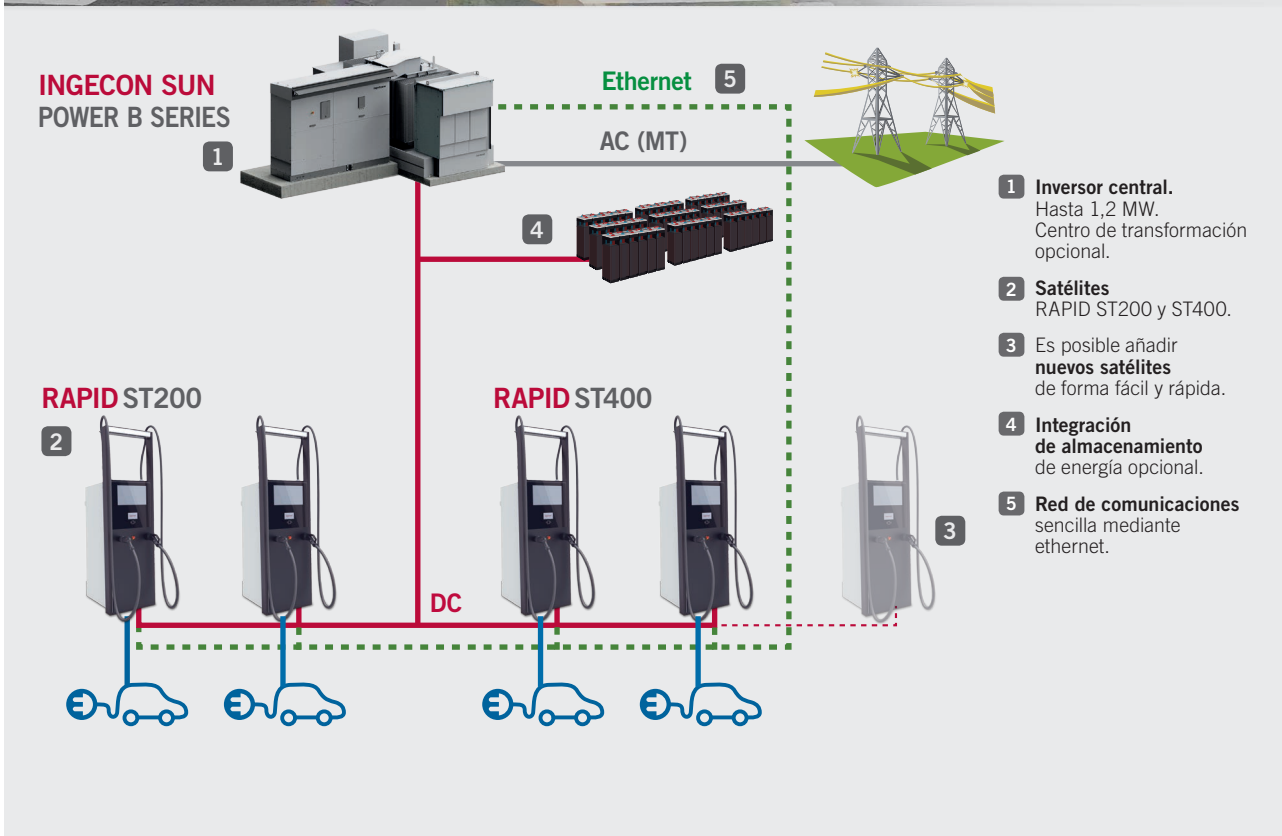 INGECON SUN
POWER B SERIES
1
Ethernet 5
AC (MT)
4
RAPID ST200
2
RAPID ST400
3
DC
1 Inversor central.
Hasta 1,2 MW.
Centro de transformación
opcional.
2 Satélites
RAPID ST200 y ST400.
3 Es posible añadir
nuevos satélites
de forma fácil y rápida.
4 Integración
de almacenamiento
de energía opcional.
5 Red de comunicaciones
sencilla mediante
ethernet.